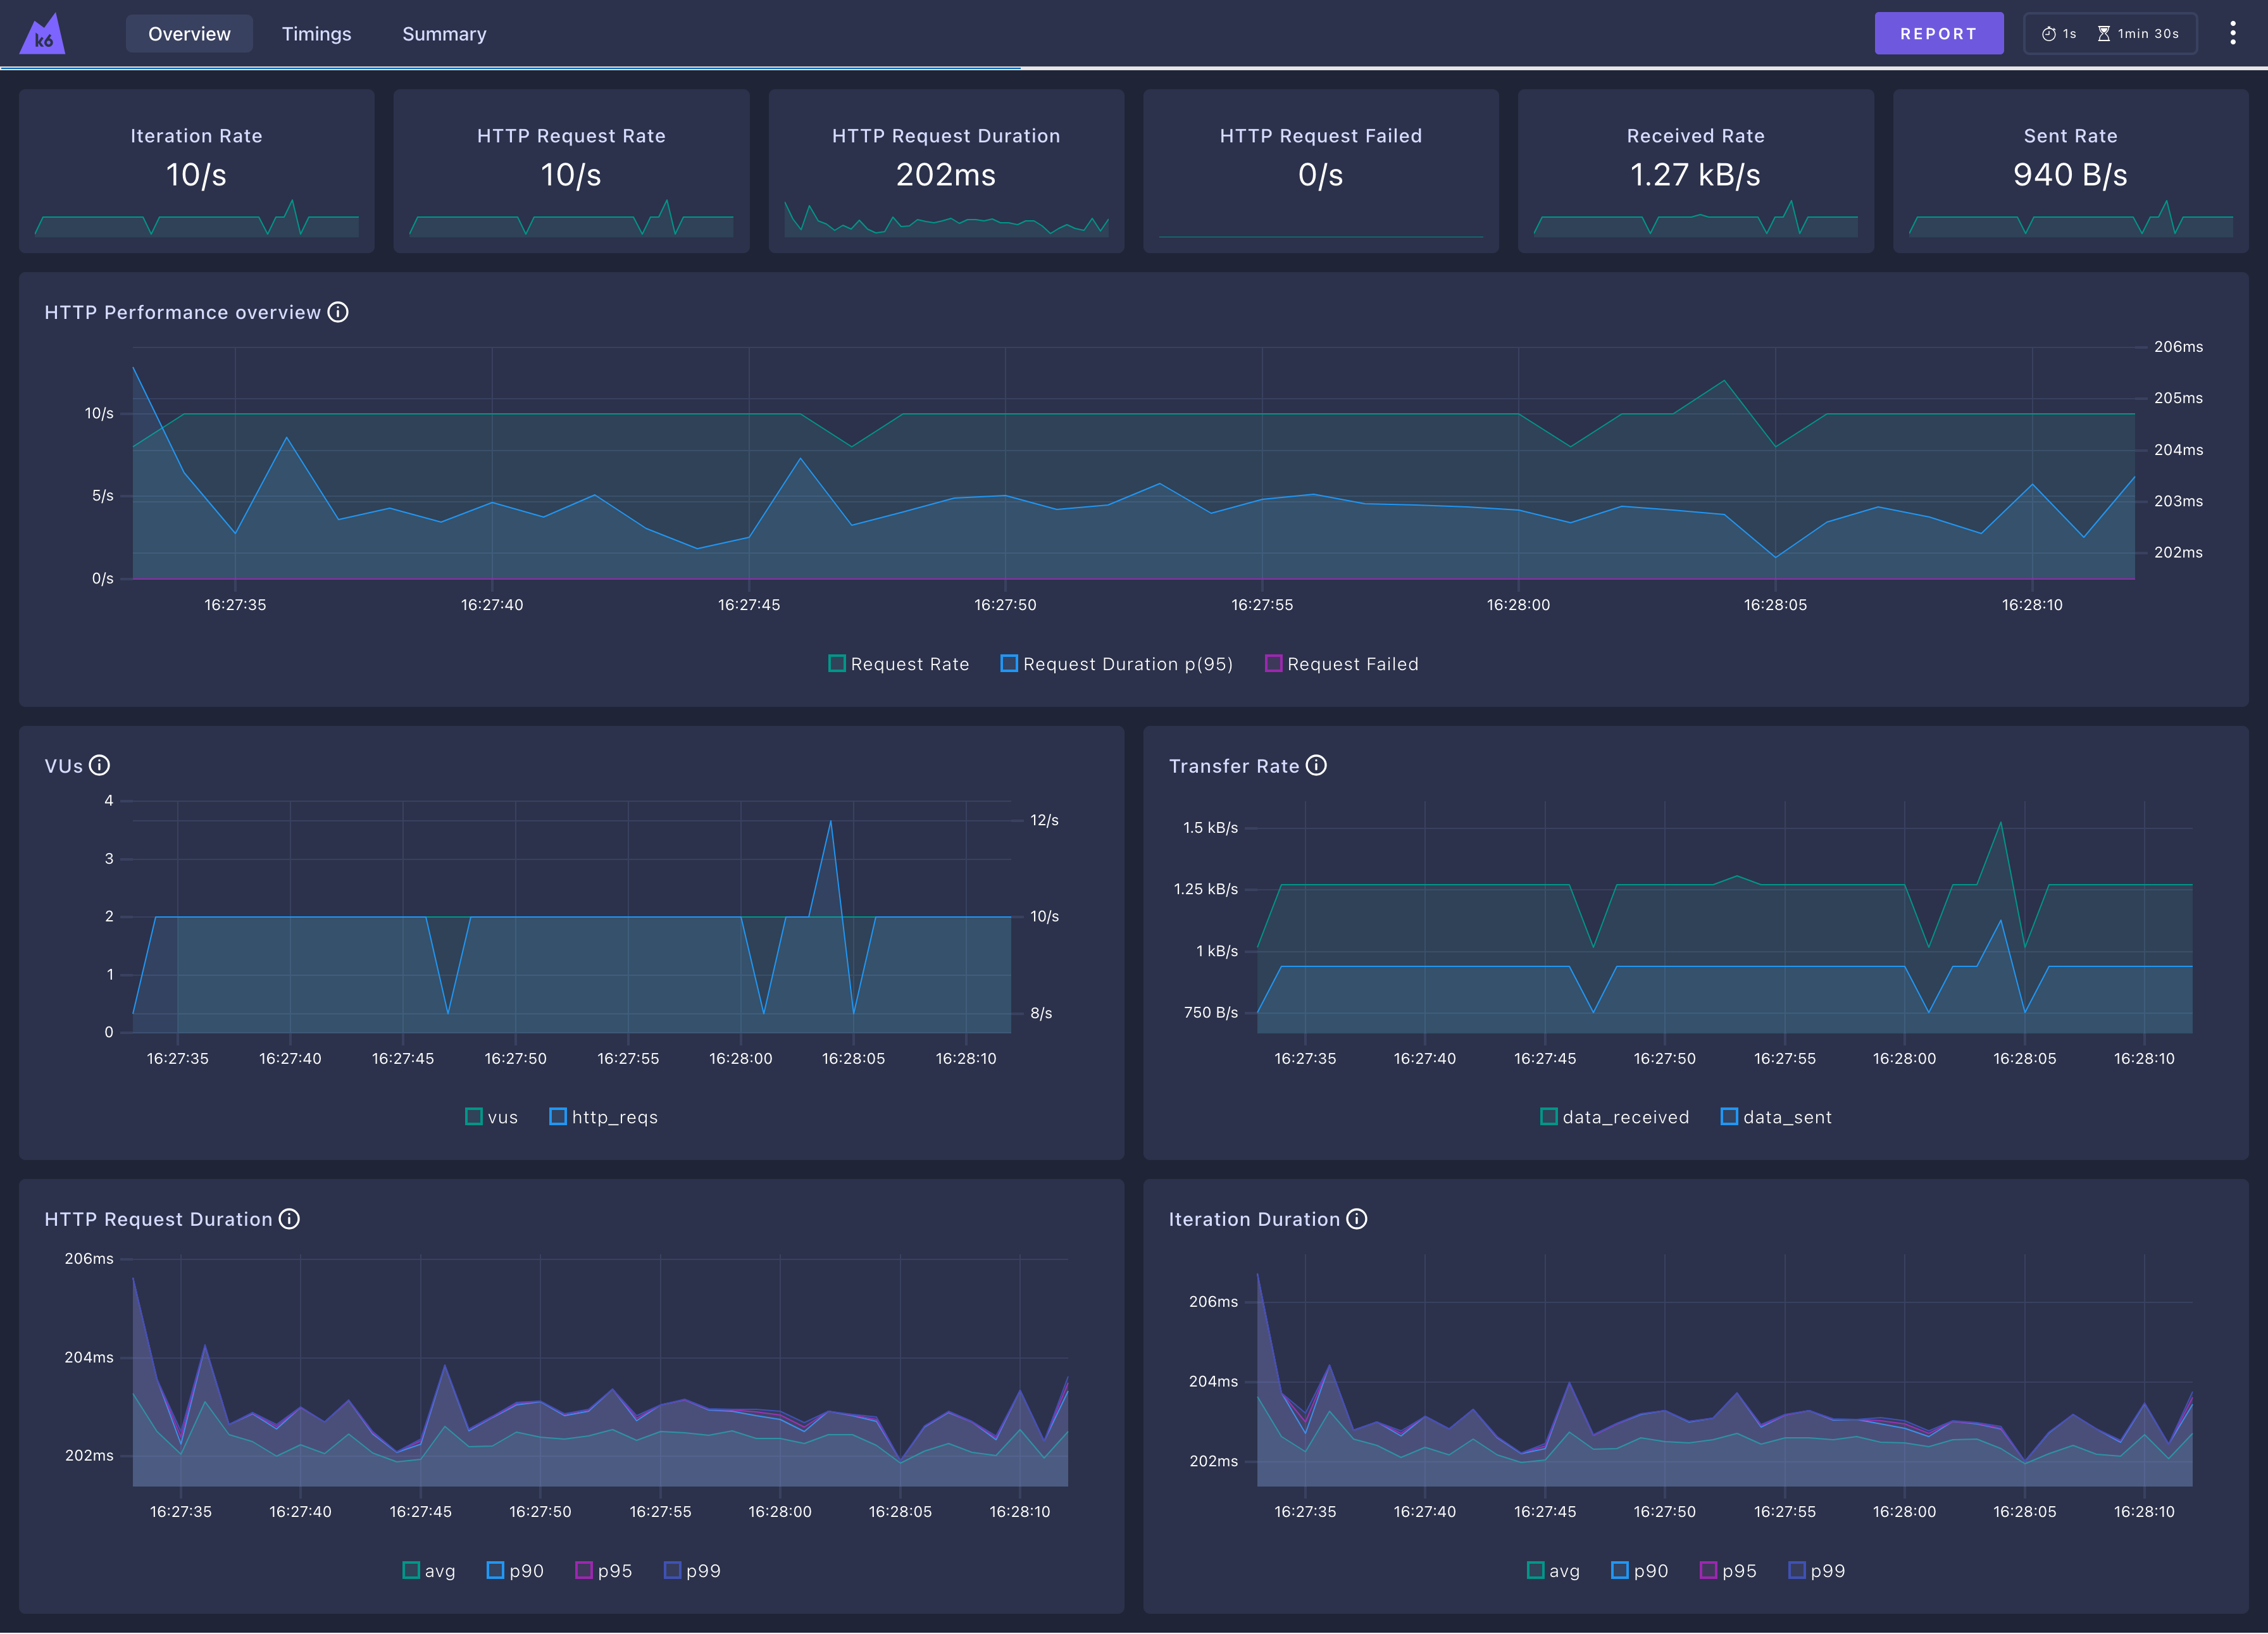 k6
Overview Timings Summary REPORT 1s 1min 30s
Iteration Rate
10/s
HTTP Request Rate
10/s
HTTP Request Duration
202ms
HTTP Request Failed
0/s
Received Rate
1.27 kB/s
Sent Rate
940 B/s
HTTP Performance overview
10/s
5/s
0/s
206ms
205ms
204ms
203ms
202ms
16:27:35 16:27:40 16:27:45 16:27:50 16:27:55 16:28:00 16:28:05 16:28:10
Request Rate Request Duration p(95) Request Failed
VUs
4
3
2
1
0
12/s
10/s
8/s
16:27:35 16:27:40 16:27:45 16:27:50 16:27:55 16:28:00 16:28:05 16:28:10
vus http_reqs
Transfer Rate
1.5 kB/s
1.25 kB/s
1 kB/s
750 B/s
16:27:35 16:27:40 16:27:45 16:27:50 16:27:55 16:28:00 16:28:05 16:28:10
data_received data_sent
HTTP Request Duration
206ms
204ms
202ms
16:27:35 16:27:40 16:27:45 16:27:50 16:27:55 16:28:00 16:28:05 16:28:10
avg p90 p95 p99
Iteration Duration
206ms
204ms
202ms
16:27:35 16:27:40 16:27:45 16:27:50 16:27:55 16:28:00 16:28:05 16:28:10
avg p90 p95 p99